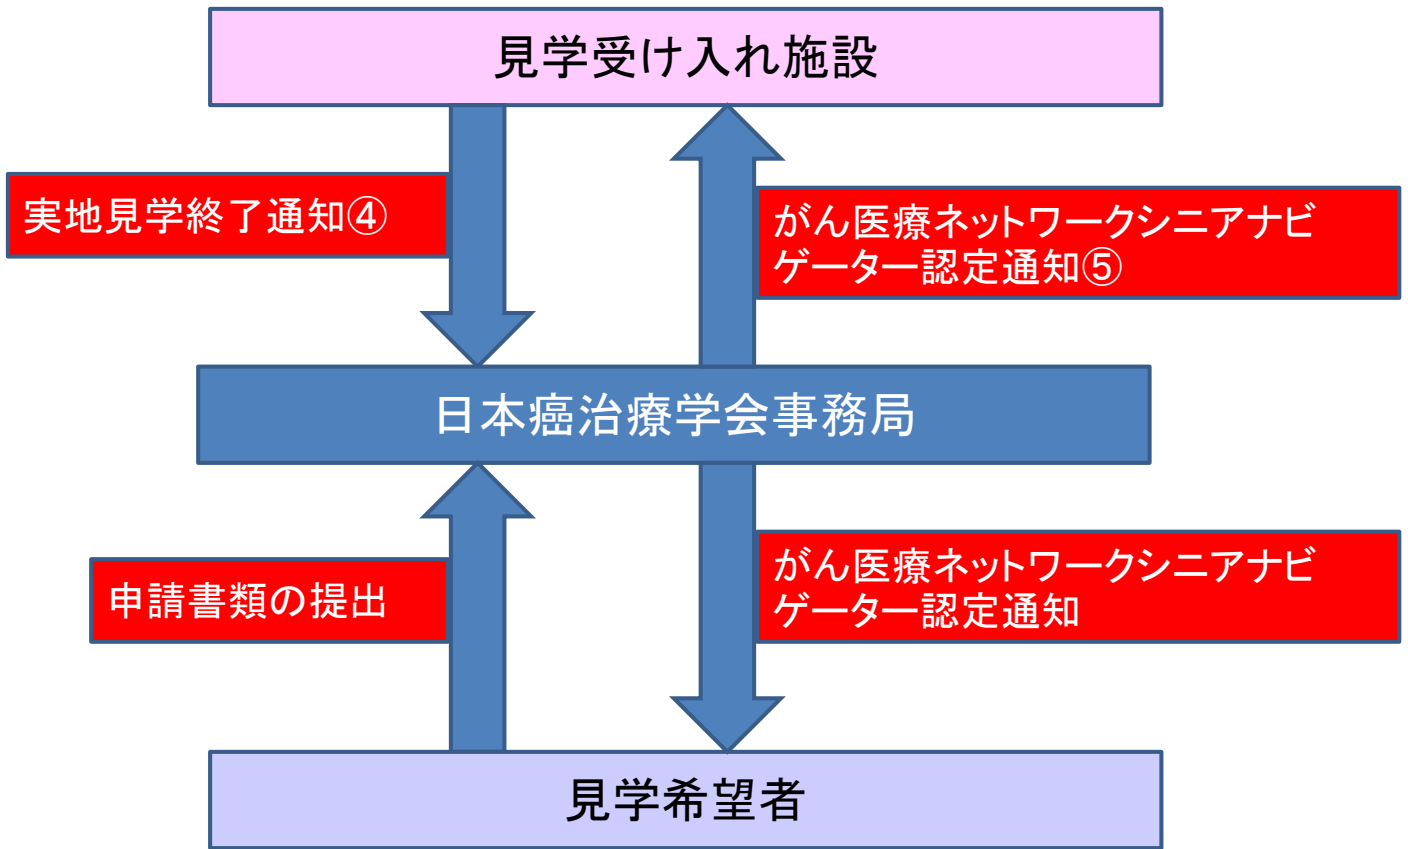 見学受け入れ施設
実地見学終了通知④
がん医療ネットワークシニアナビ
ゲーター認定通知⑤
日本癌治療学会事務局
申請書類の提出
がん医療ネットワークシニアナビ
ゲーター認定通知
見学希望者